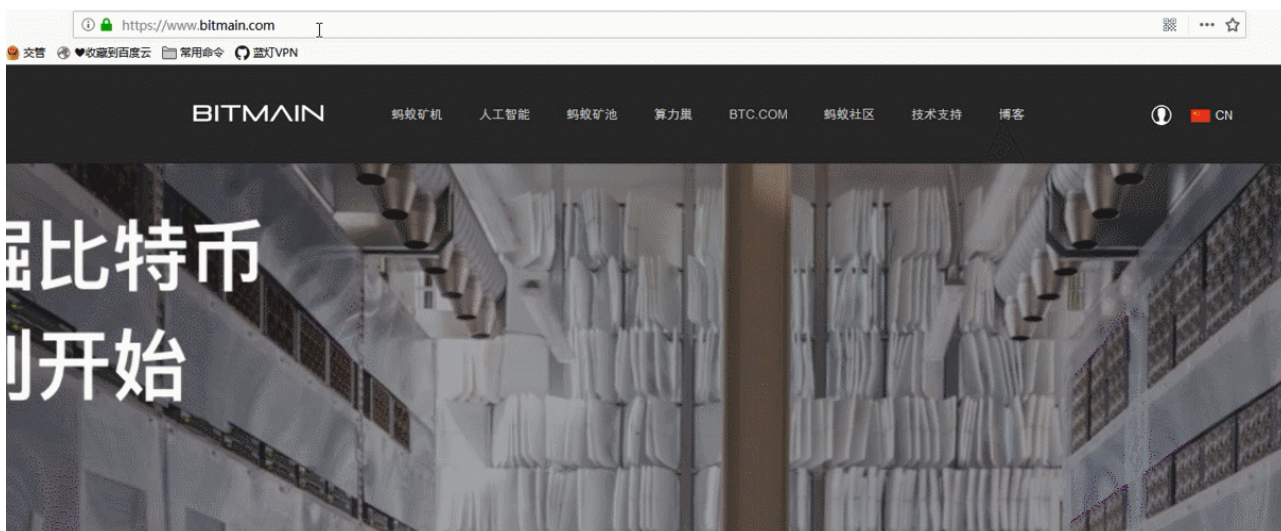 https://www.bitmain.com
交管 ♥收藏到百度云 常用命令 蓝灯VPN
BITMAIN 蚂蚁矿机 人工智能 蚂蚁矿池 算力巢 BTC.COM 蚂蚁社区 技术支持 博客 CN
掘比特币
刻开始